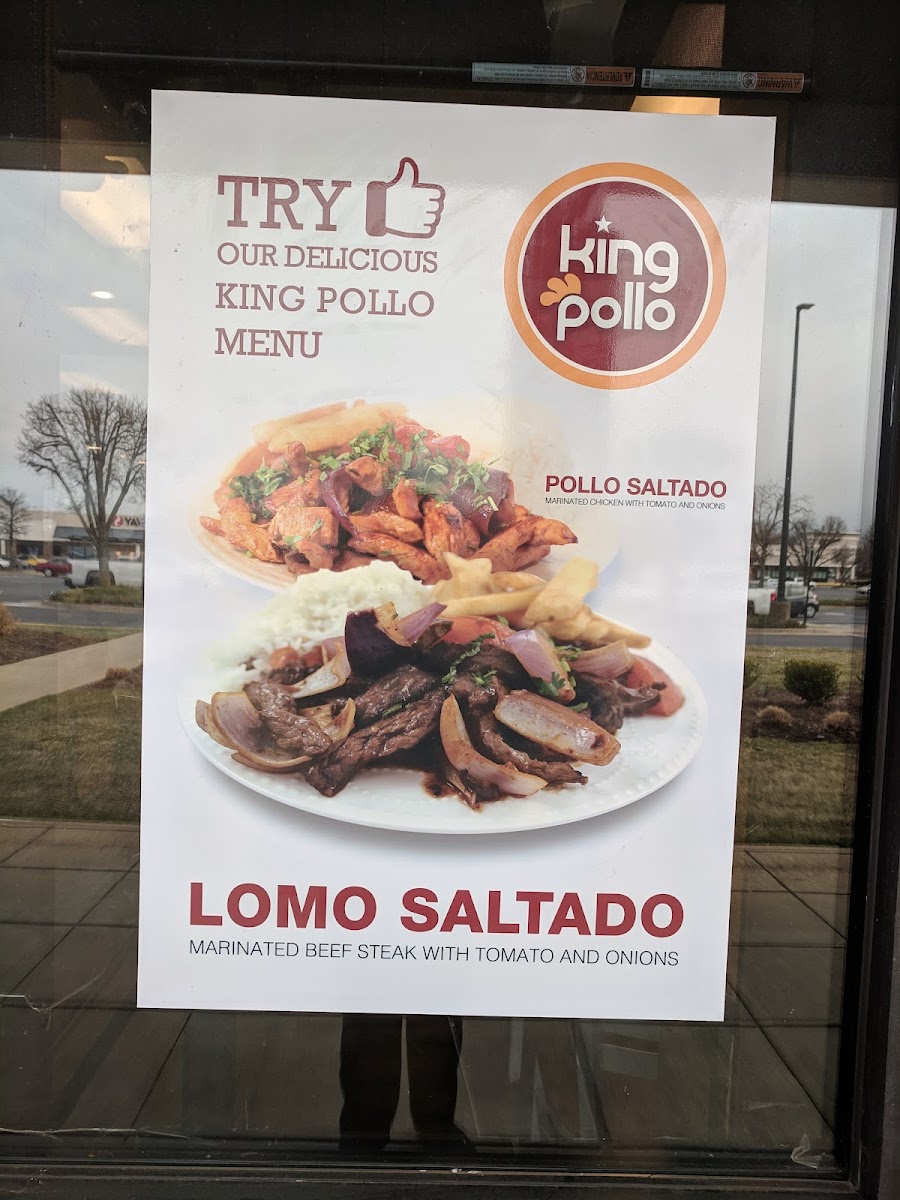 TRY
OUR DELICIOUS
KING POLLO
MENU
king
pollo
POLLO SALTADO
MARINATED CHICKEN WITH TOMATO AND ONIONS
LOMO SALTADO
MARINATED BEEF STEAK WITH TOMATO AND ONIONS